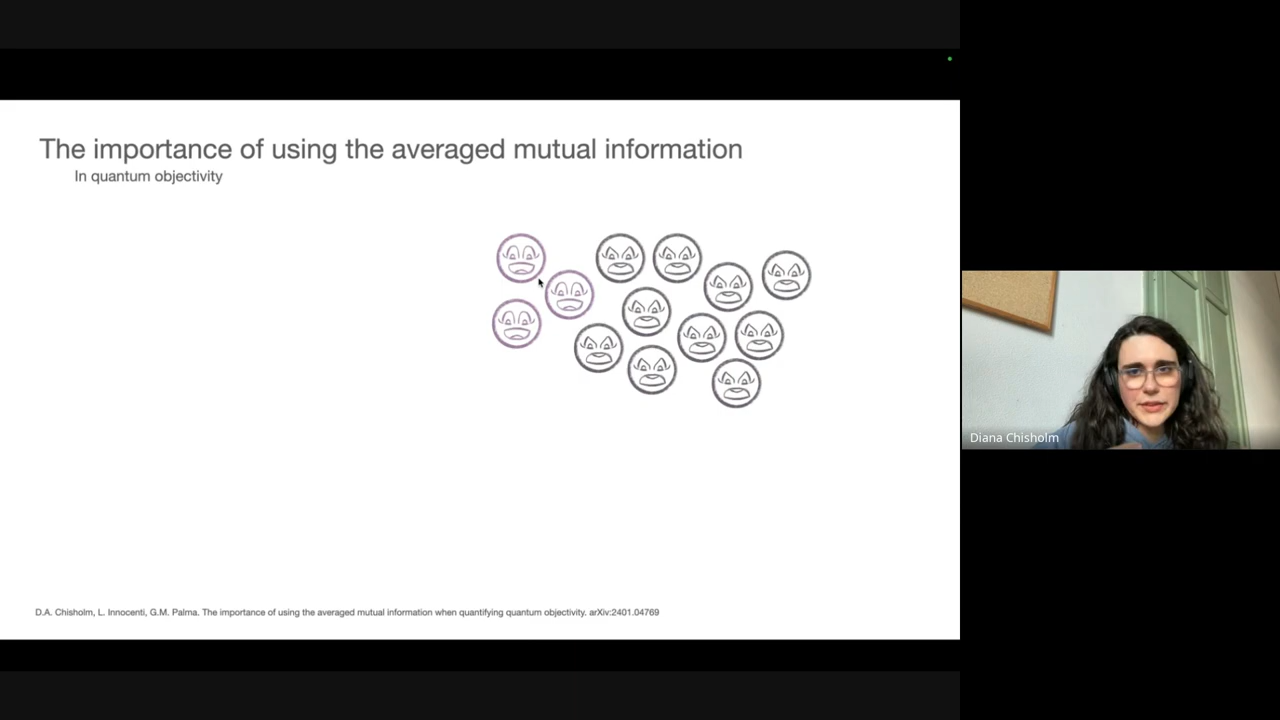 The importance of using the averaged mutual information
In quantum objectivity
Diana Chisholm
D.A. Chisholm, L. Innocenti, G.M. Palma. The importance of using the averaged mutual information when quantifying quantum objectivity. arXiv:2401.04769